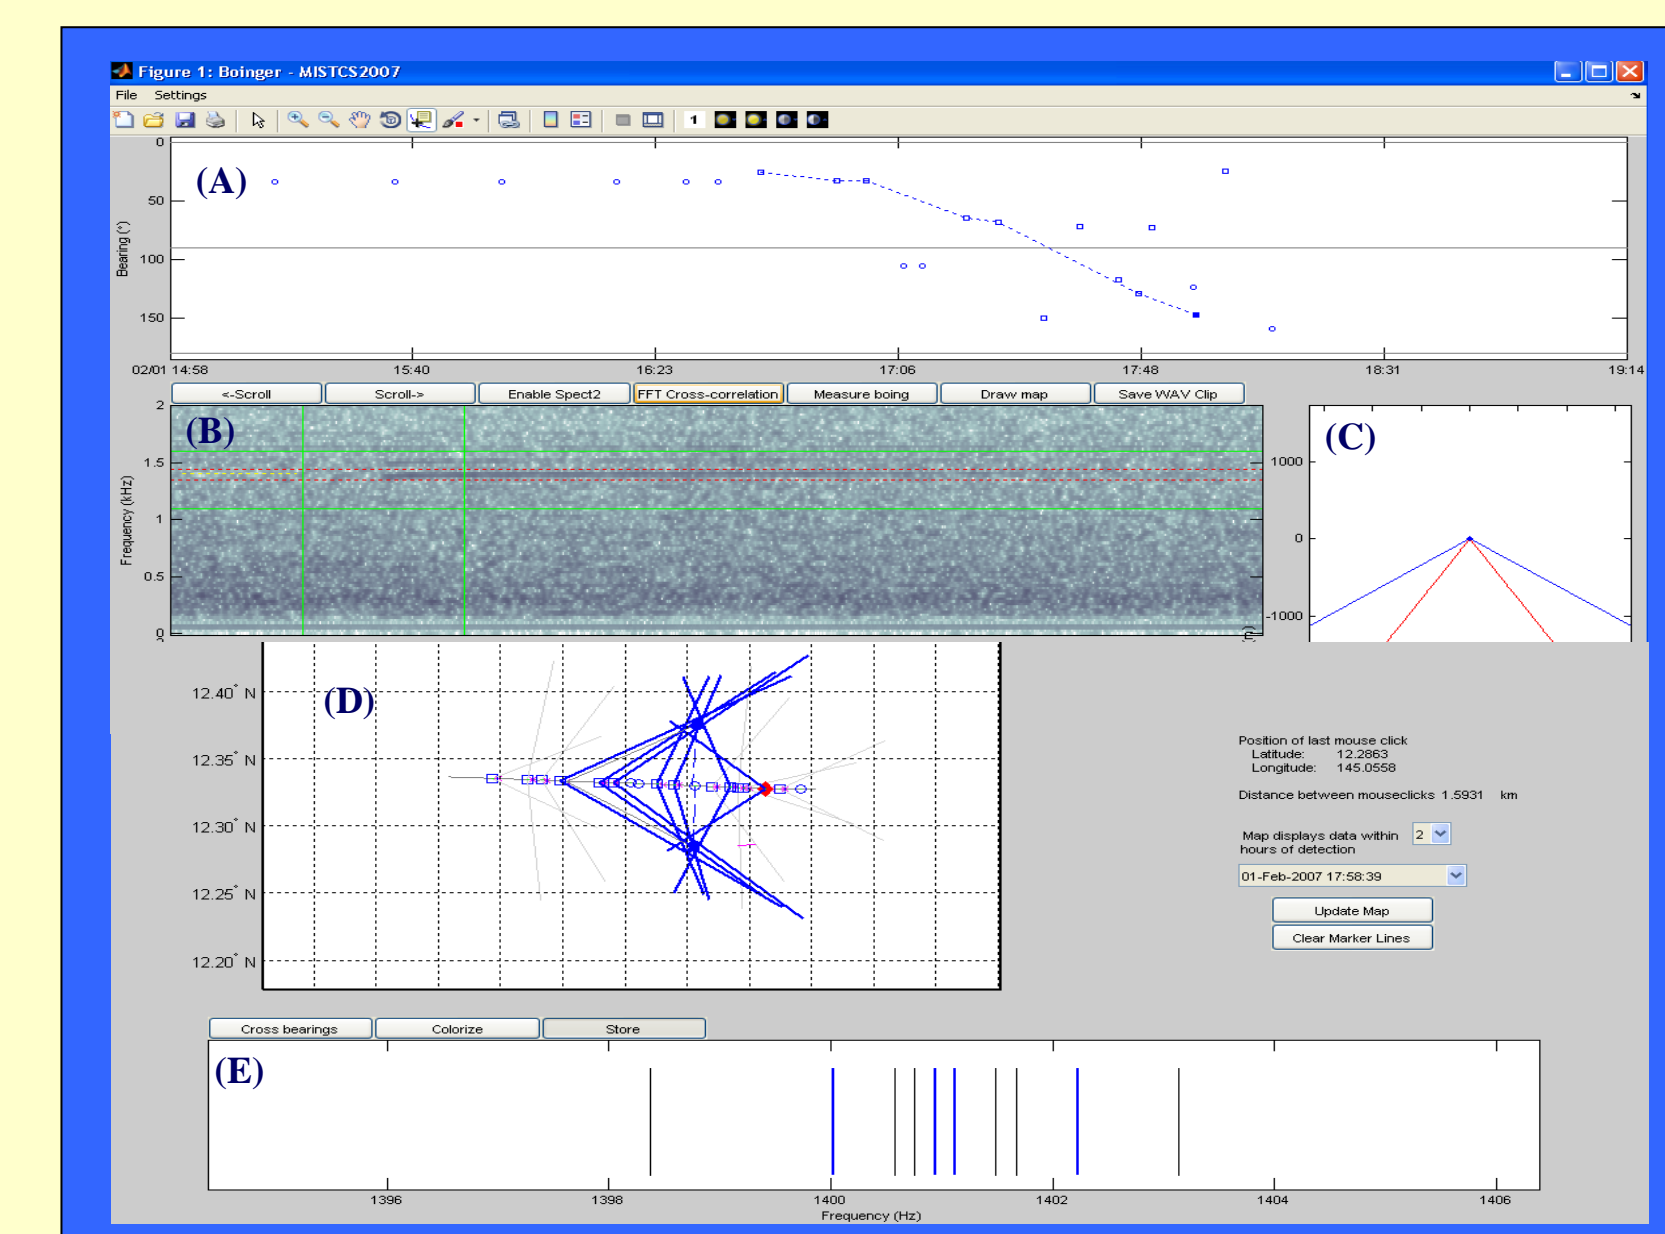 Figure 1: Boinger - MISTCS2007
File Settings
1
(A)
0
50
100
150
Bearing (°)
02/01 14:58 15:40 16:23 17:06 17:48 18:31 19:14
<-Scroll Scroll-> Enable Spect2 FFT Cross-correlation Measure boing Draw map Save WAV Clip
(B)
2
1.5
1
0.5
0
Frequency (kHz)
(C)
1000
0
-1000
(D)
12.40° N
12.35° N
12.30° N
12.25° N
12.20° N
Position of last mouse click
Latitude: 12.2863
Longitude: 145.0558
Distance between mouseclicks 1.5931 km
Map displays data within 2
hours of detection
01-Feb-2007 17:58:39
Update Map
Clear Marker Lines
Cross bearings Colorize Store
(E)
1396 1398 1400 1402 1404 1406
Frequency (Hz)